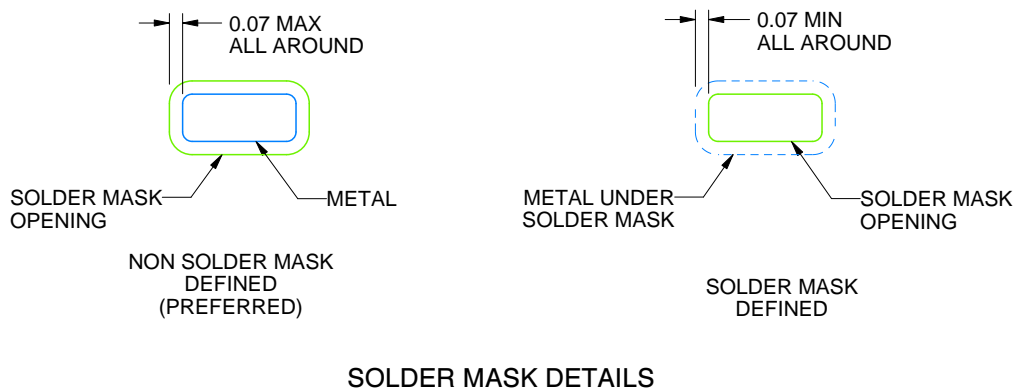 0.07 MAX
ALL AROUND
SOLDER MASK
OPENING
METAL
NON SOLDER MASK
DEFINED
(PREFERRED)
0.07 MIN
ALL AROUND
METAL UNDER
SOLDER MASK
SOLDER MASK
OPENING
SOLDER MASK
DEFINED
SOLDER MASK DETAILS